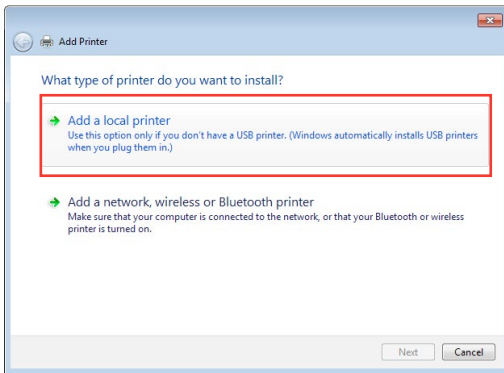 Add Printer
What type of printer do you want to install?
Add a local printer
Use this option only if you don't have a USB printer. (Windows automatically installs USB printers
when you plug them in.)
Add a network, wireless or Bluetooth printer
Make sure that your computer is connected to the network, or that your Bluetooth or wireless
printer is turned on.
Next Cancel